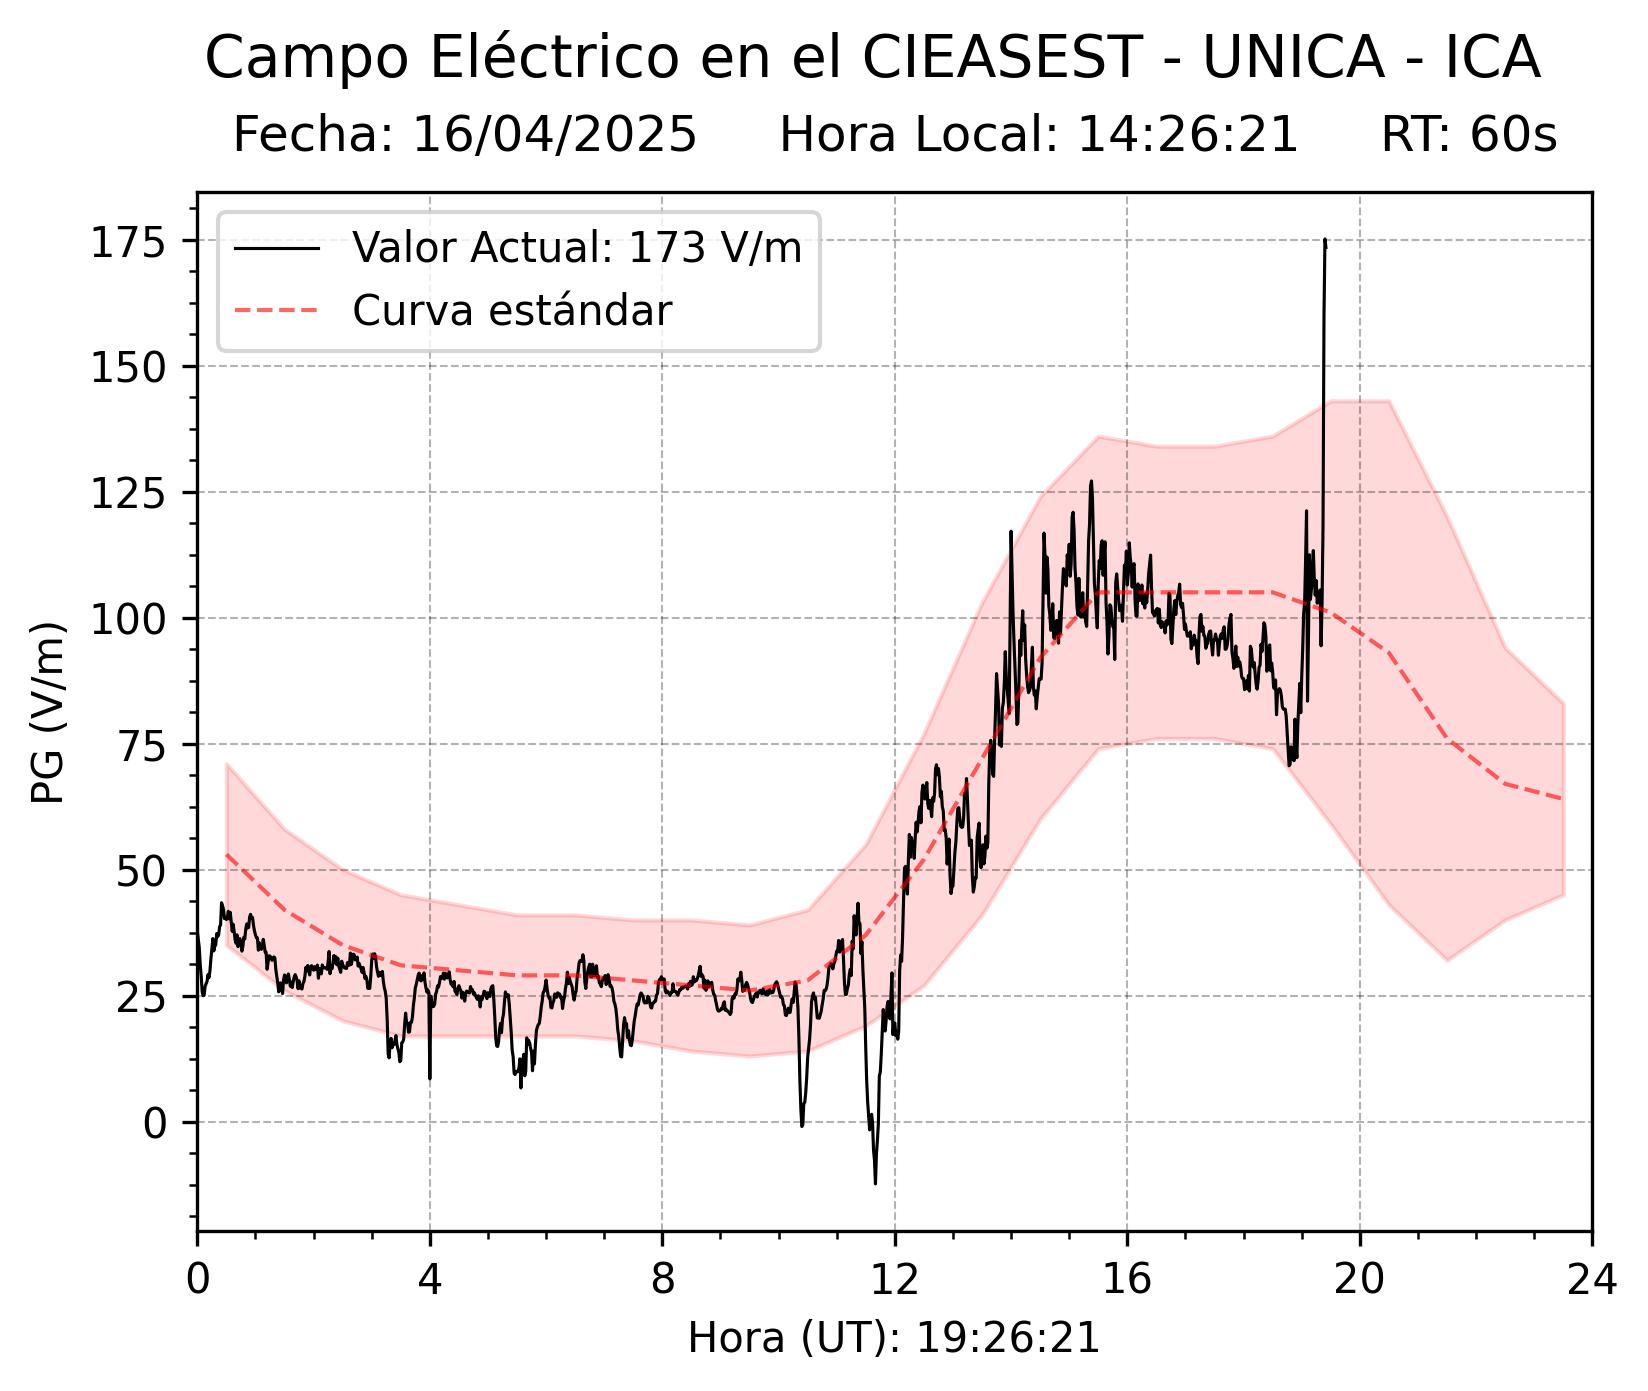 Campo Eléctrico en el CIEASEST - UNICA - ICA
Fecha: 16/04/2025 Hora Local: 14:26:21 RT: 60s
Valor Actual: 173 V/m
Curva estándar
PG (V/m)
175
150
125
100
75
50
25
0
0 4 8 12 16 20 24
Hora (UT): 19:26:21